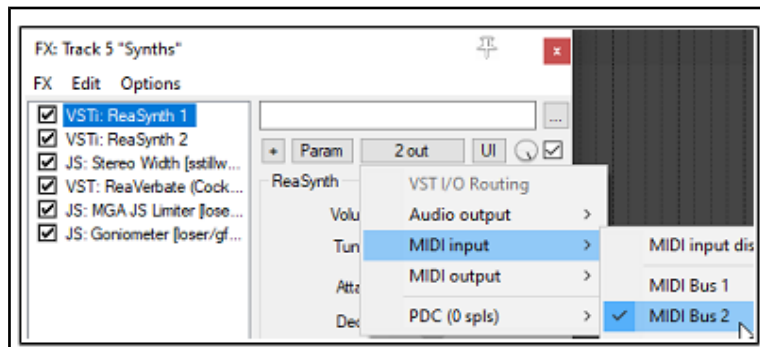 FX: Track 5 "Synths"
FX Edit Options
VSTi: ReaSynth 1
VSTi: ReaSynth 2
JS: Stereo Width [sstillw...
VST: ReaVerbate (Cock...
JS: MGA JS Limiter [lose...
JS: Goniometer [loser/gf...
...
+ Param 2 out UI
ReaSynth
Volu
Tun
Atta
Dec
VST I/O Routing
Audio output >
MIDI input >
MIDI output >
PDC (0 spls) >
MIDI input dis
MIDI Bus 1
MIDI Bus 2